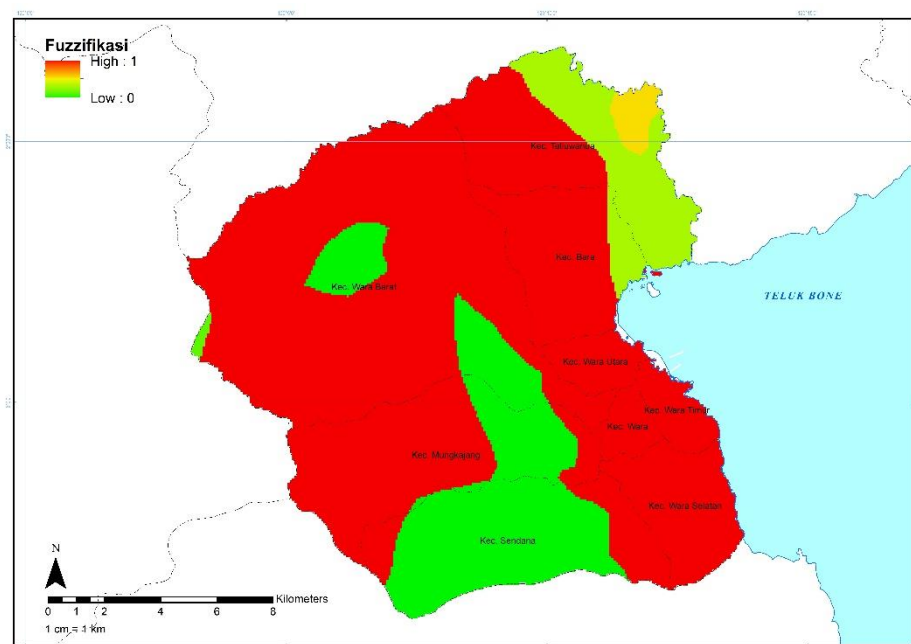 Fuzzifikasi
High : 1
Low : 0
Kec. Telluwanua
Kec. Bara
Kec. Wara Barat
TELUK BONE
Kec. Wara Utara
Kec. Wara Timur
Kec. Wara
Kec. Mungkajang
Kec. Wara Selatan
Kec. Sendana
N
Kilometers
0 1 2 4 6 8
1 cm = 1 km